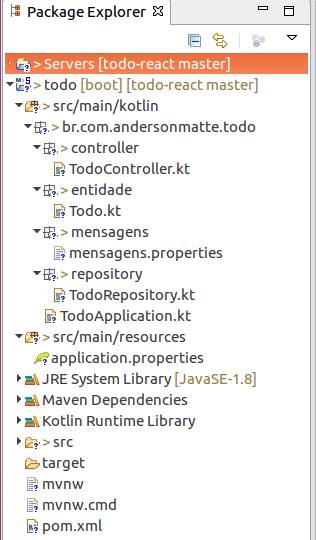 Package Explorer
> Servers [todo-react master]
> todo [boot] [todo-react master]
> src/main/kotlin
> br.com.andersonmatte.todo
> controller
TodoController.kt
> entidade
Todo.kt
> mensagens
mensagens.properties
> repository
TodoRepository.kt
TodoApplication.kt
> src/main/resources
application.properties
JRE System Library [JavaSE-1.8]
Maven Dependencies
Kotlin Runtime Library
> src
target
mvnw
mvnw.cmd
pom.xml